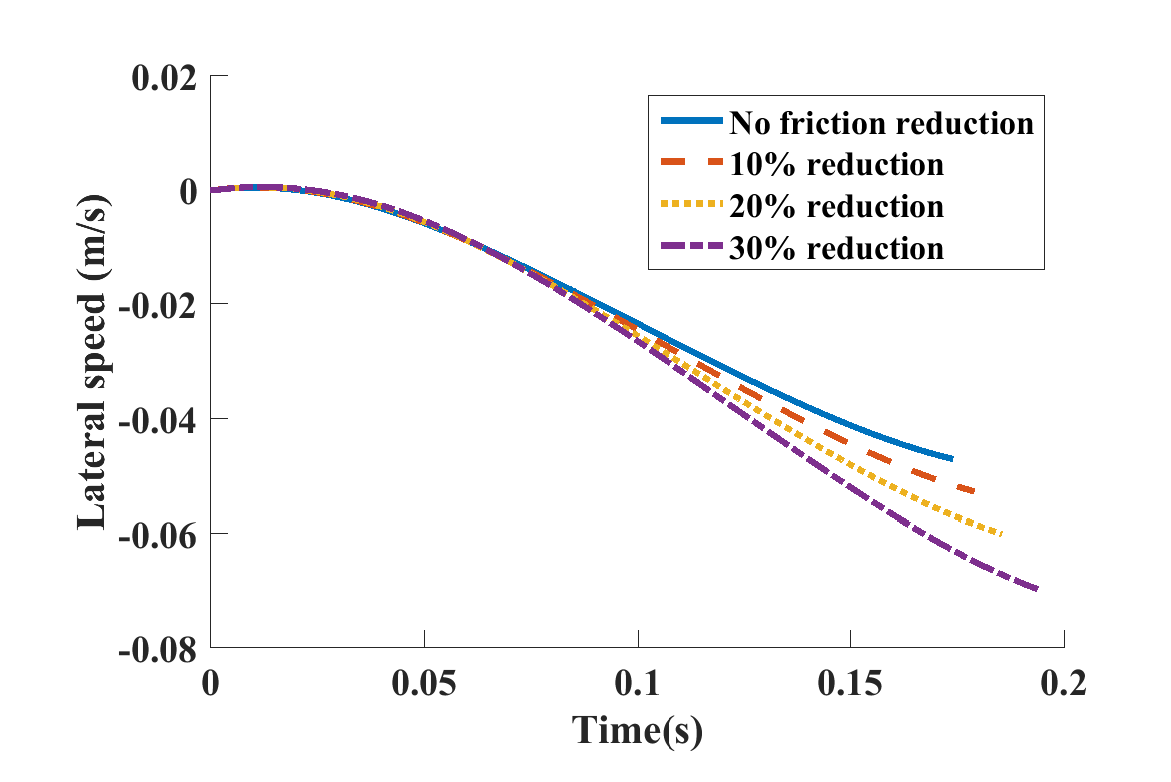 0.02
0
-0.02
-0.04
-0.06
-0.08
Lateral speed (m/s)
No friction reduction
10% reduction
20% reduction
30% reduction
0
0.05
0.1
0.15
0.2
Time(s)